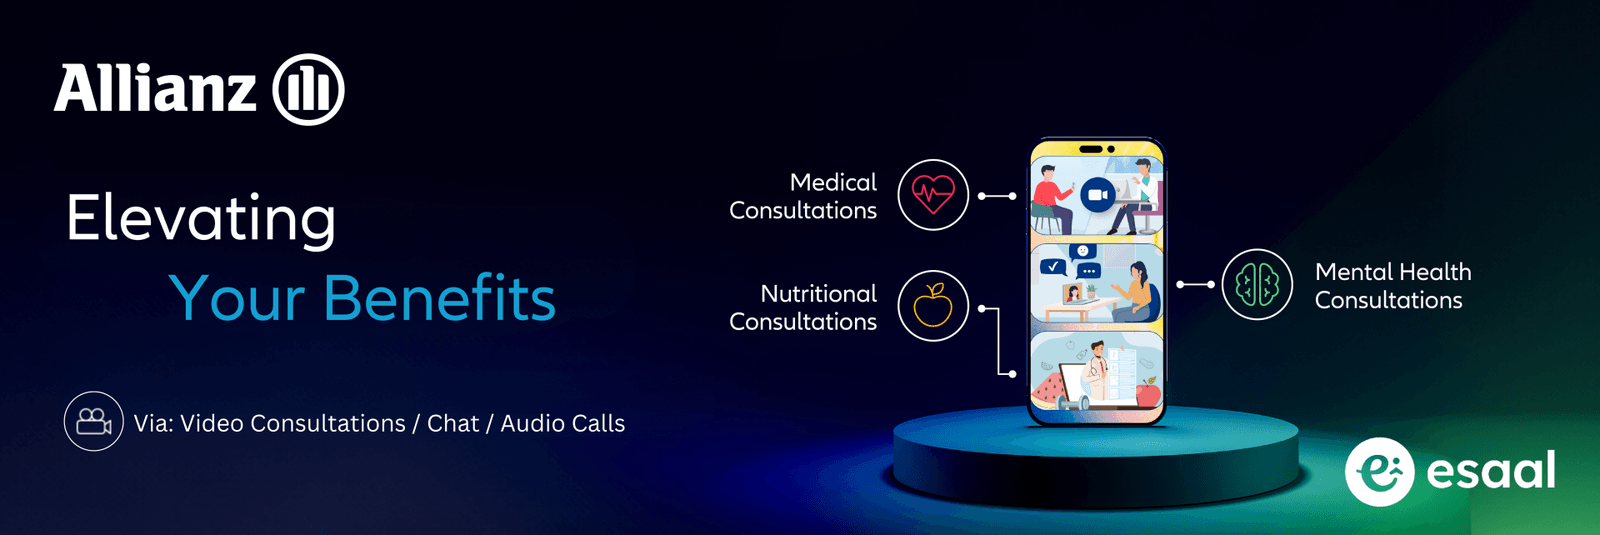 Allianz
Elevating
Your Benefits
Via: Video Consultations / Chat / Audio Calls
Medical
Consultations
Nutritional
Consultations
Mental Health
Consultations
esaal